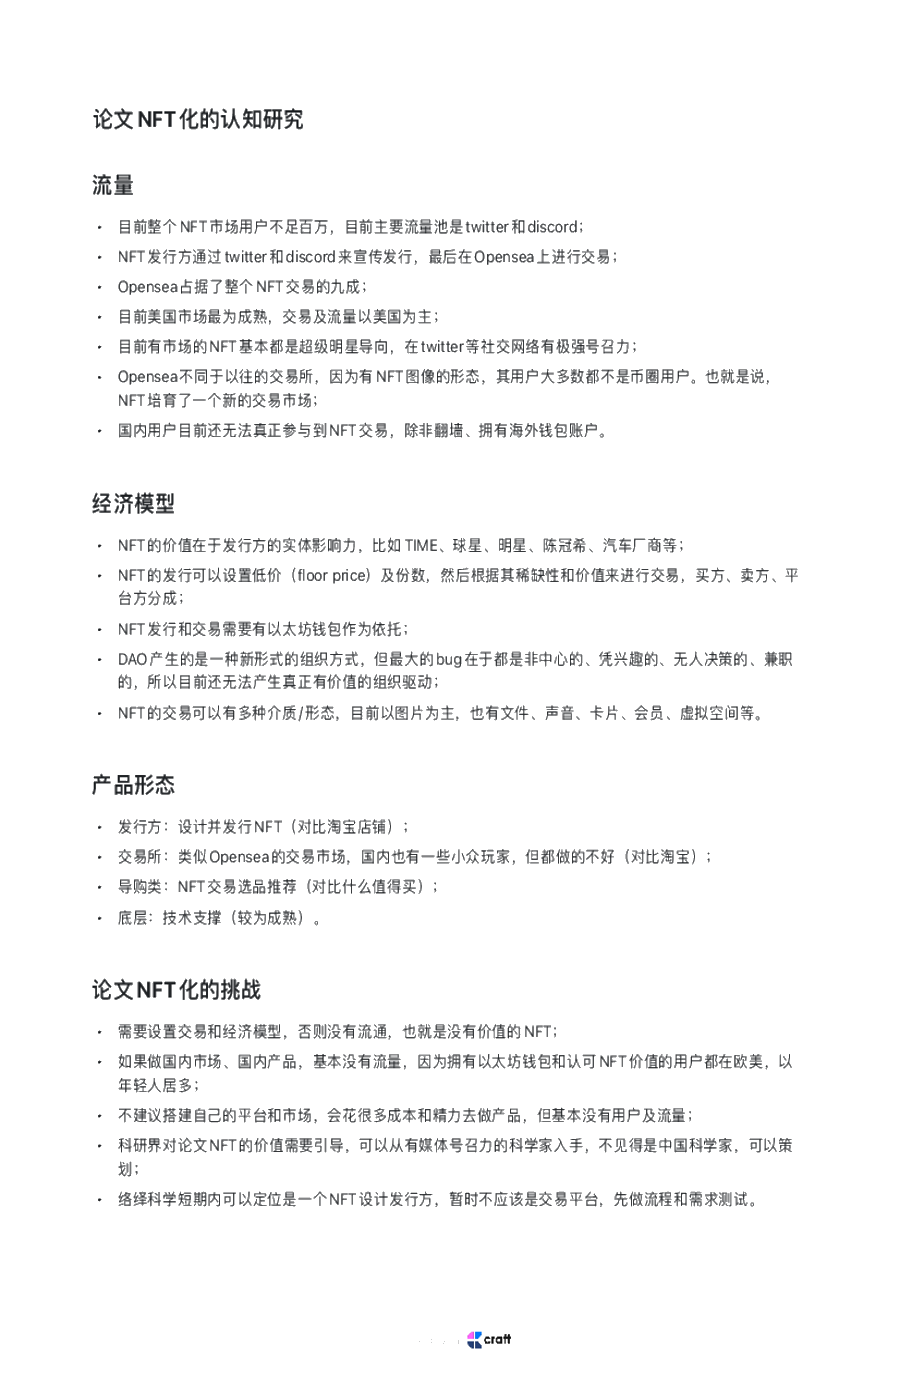 论文 NFT 化的认知研究
流量
• 目前整个 NFT 市场用户不足百万，目前主要流量池是 twitter 和 discord；
• NFT 发行方通过 twitter 和 discord 来宣传发行，最后在 Opensea 上进行交易；
• Opensea 占据了整个 NFT 交易的九成；
• 目前美国市场最为成熟，交易及流量以美国为主；
• 目前有市场的 NFT 基本都是超级明星导向，在 twitter 等社交网络有极强号召力；
• Opensea 不同于以往的交易所，因为有 NFT 图像的形态，其用户大多数都不是币圈用户。也就是说，
NFT 培育了一个新的交易市场；
• 国内用户目前还无法真正参与到 NFT 交易，除非翻墙、拥有海外钱包账户。
经济模型
• NFT 的价值在于发行方的实体影响力，比如 TIME、球星、明星、陈冠希、汽车厂商等；
• NFT 的发行可以设置低价（floor price）及份数，然后根据其稀缺性和价值来进行交易，买方、卖方、平
台方分成；
• NFT 发行和交易需要有以太坊钱包作为依托；
• DAO 产生的是一种新形式的组织方式，但最大的 bug 在于都是非中心的、凭兴趣的、无人决策的、兼职
的，所以目前还无法产生真正有价值的组织驱动；
• NFT 的交易可以有多种介质/形态，目前以图片为主，也有文件、声音、卡片、会员、虚拟空间等。
产品形态
• 发行方：设计并发行 NFT（对比淘宝店铺）；
• 交易所：类似 Opensea 的交易市场，国内也有一些小众玩家，但都做的不好（对比淘宝）；
• 导购类：NFT 交易选品推荐（对比什么值得买）；
• 底层：技术支撑（较为成熟）。
论文 NFT 化的挑战
• 需要设置交易和经济模型，否则没有流通，也就是没有价值的 NFT；
• 如果做国内市场、国内产品，基本没有流量，因为拥有以太坊钱包和认可 NFT 价值的用户都在欧美，以
年轻人居多；
• 不建议搭建自己的平台和市场，会花很多成本和精力去做产品，但基本没有用户及流量；
• 科研界对论文 NFT 的价值需要引导，可以从有媒体号召力的科学家入手，不见得是中国科学家，可以策
划；
• 络绎科学短期内可以定位是一个 NFT 设计发行方，暂时不应该是交易平台，先做流程和需求测试。
craft